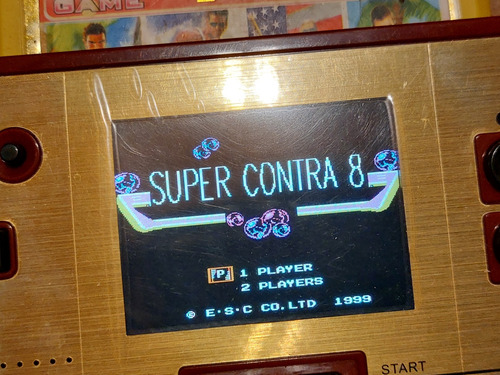 GAME
SUPER CONTRA 8
P 1 PLAYER
2 PLAYERS
© E·S·C CO.LTD 1999
START